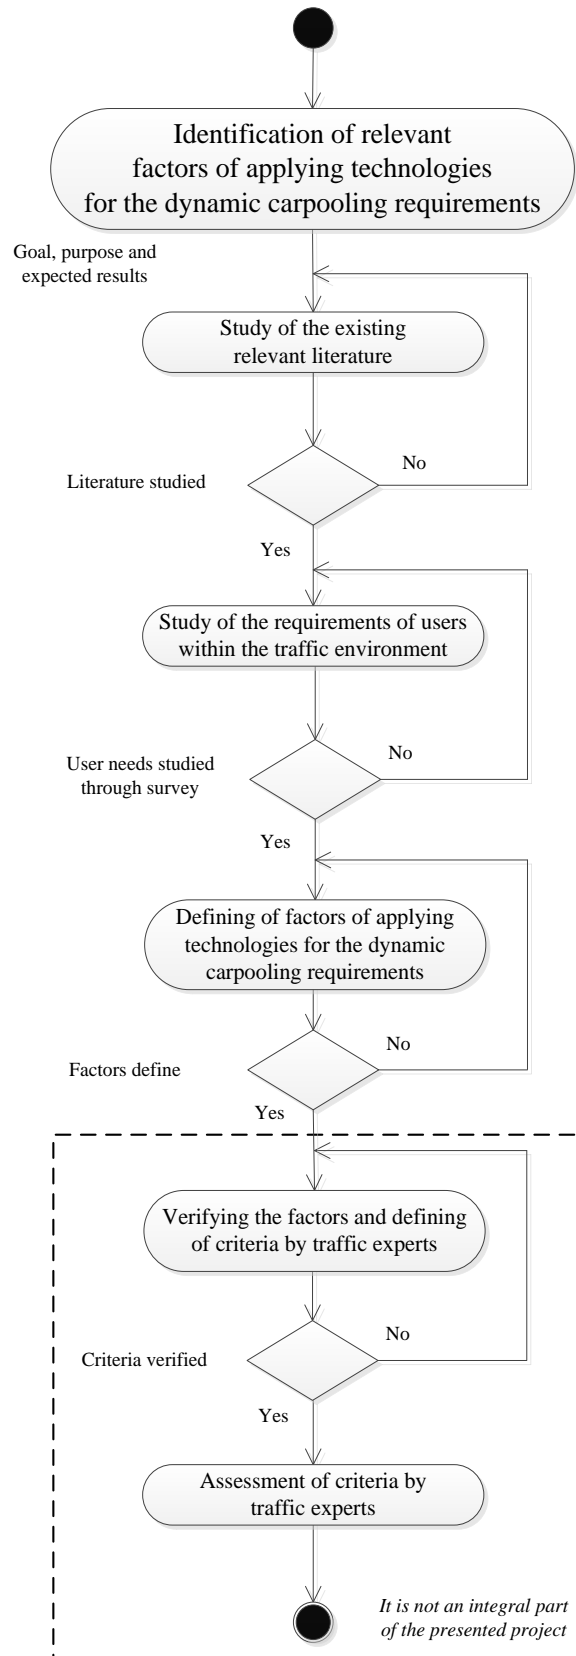 Identification of relevant
factors of applying technologies
for the dynamic carpooling requirements
Goal, purpose and
expected results
Study of the existing
relevant literature
No
Literature studied
Yes
Study of the requirements of users
within the traffic environment
No
User needs studied
through survey
Yes
Defining of factors of applying
technologies for the dynamic
carpooling requirements
No
Factors define
Yes
Verifying the factors and defining
of criteria by traffic experts
No
Criteria verified
Yes
Assessment of criteria by
traffic experts
It is not an integral part
of the presented project